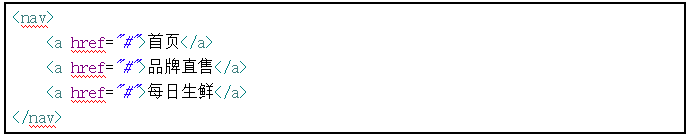 <nav>
<a href="#">首页</a>
<a href="#">品牌直售</a>
<a href="#">每日生鲜</a>
</nav>